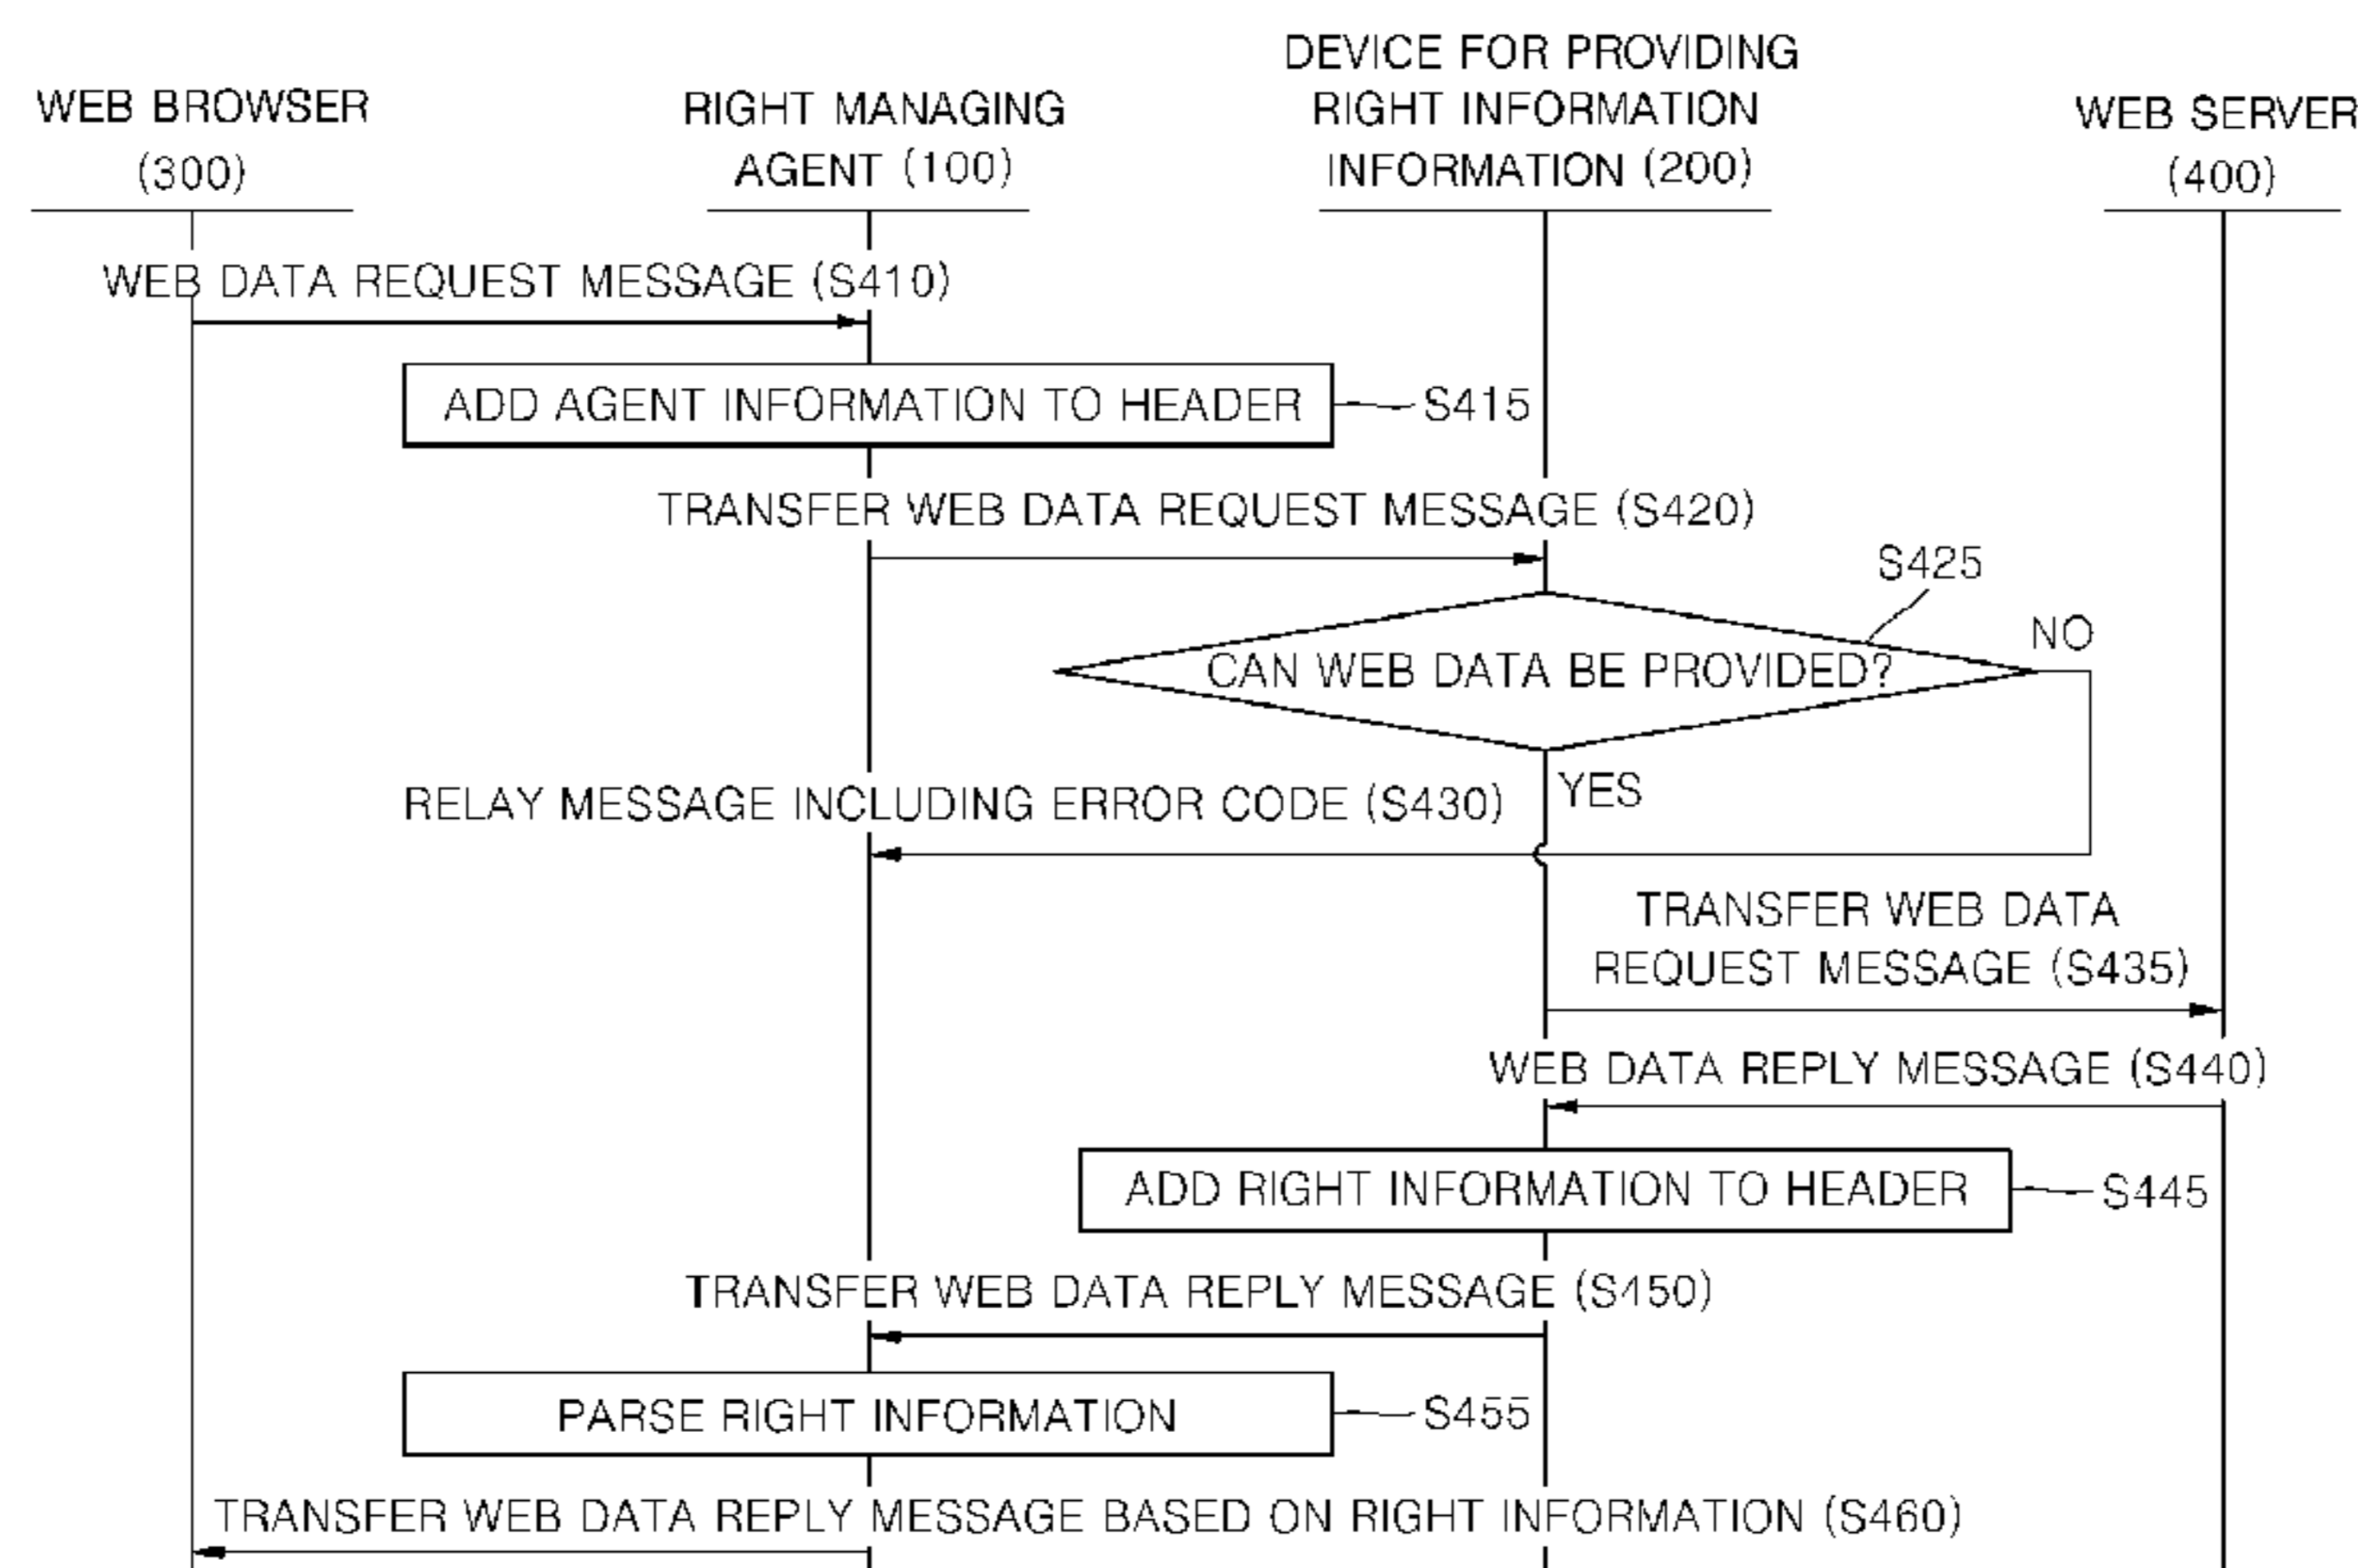 WEB BROWSER
(300)
RIGHT MANAGING
AGENT (100)
DEVICE FOR PROVIDING
RIGHT INFORMATION
INFORMATION (200)
WEB SERVER
(400)
WEB DATA REQUEST MESSAGE (S410)
ADD AGENT INFORMATION TO HEADER
S415
TRANSFER WEB DATA REQUEST MESSAGE (S420)
S425
NO
CAN WEB DATA BE PROVIDED?
YES
RELAY MESSAGE INCLUDING ERROR CODE (S430)
TRANSFER WEB DATA
REQUEST MESSAGE (S435)
WEB DATA REPLY MESSAGE (S440)
ADD RIGHT INFORMATION TO HEADER
S445
TRANSFER WEB DATA REPLY MESSAGE (S450)
PARSE RIGHT INFORMATION
S455
TRANSFER WEB DATA REPLY MESSAGE BASED ON RIGHT INFORMATION (S460)